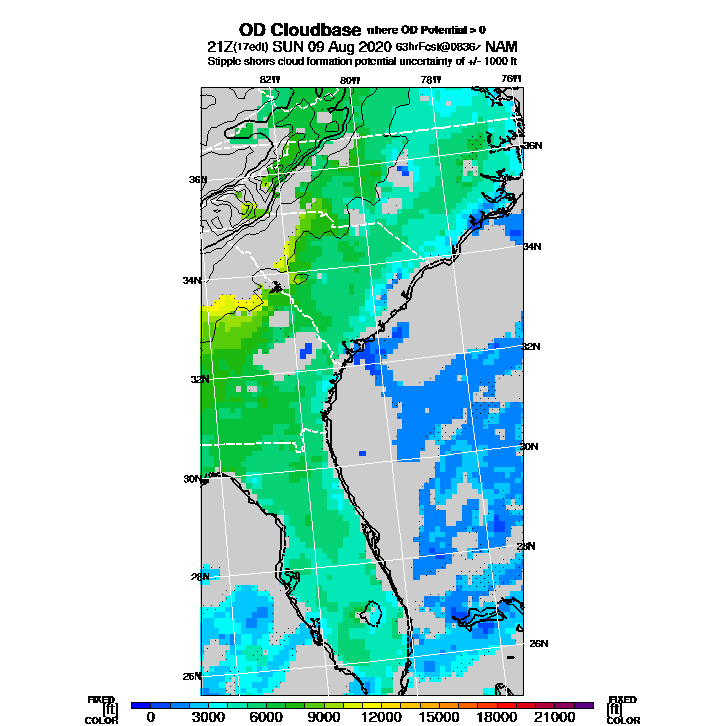 OD Cloudbase where OD Potential > 0
21Z(17edt) SUN 09 Aug 2020 63hrFcst@0836z NAM
Stipple shows cloud formation potential uncertainty of +/- 1000 ft
82W 80W 78W 76W
36N
36N
34N
34N
32N
32N
30N
30N
28N
28N
26N
26N
FIXED FIXED
[ft] [ft]
COLOR 0 3000 6000 9000 12000 15000 18000 21000 COLOR